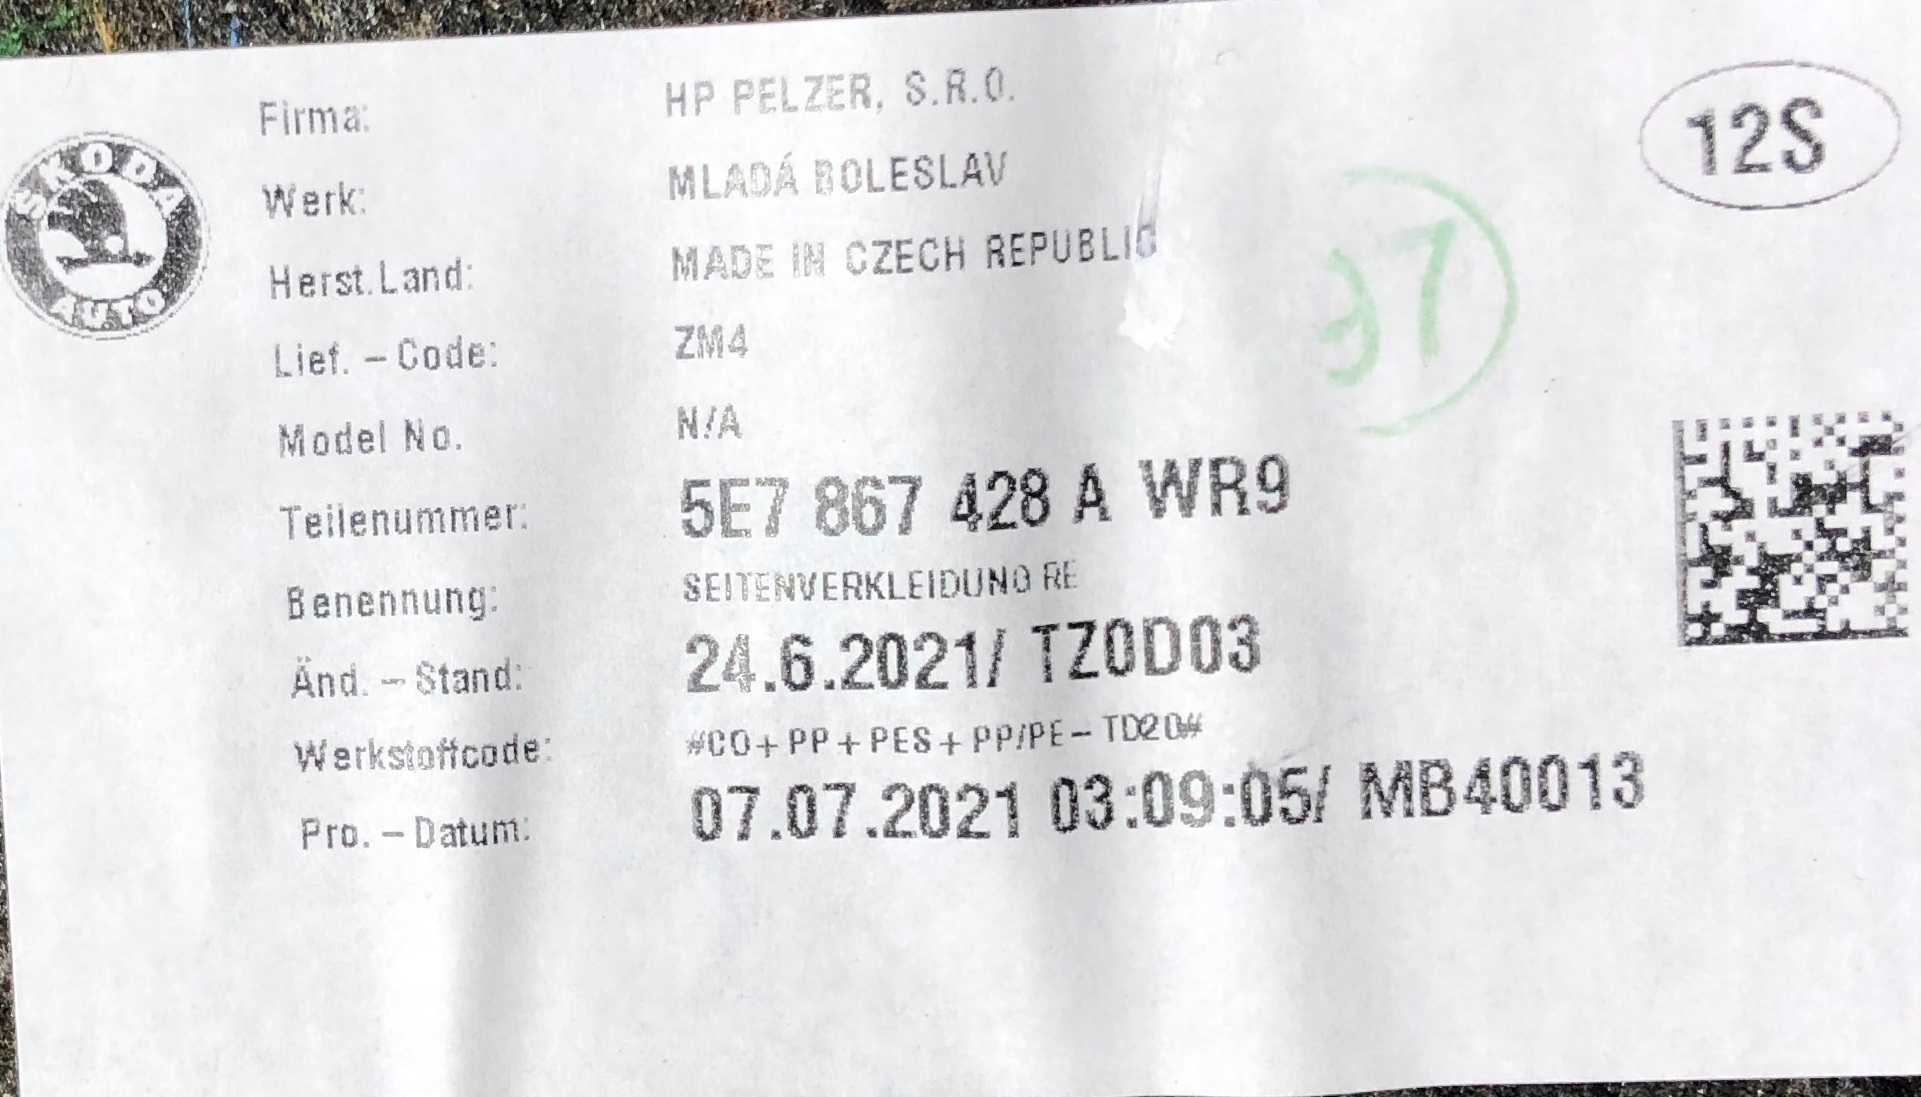 12S
SKODA
AUTO
Firma: HP PELZER, S.R.O.
Werk: MLADÁ BOLESLAV
Herst.Land: MADE IN CZECH REPUBLIC
Lief. - Code: ZM4
Model No. N/A
Teilenummer: 5E7 867 428 A WR9
Benennung: SEITENVERKLEIDUNG RE
Änd. - Stand: 24.6.2021/ TZ0D03
Werkstoffcode: #CO+PP+PES+PP/PE-TD20#
Pro. - Datum: 07.07.2021 03:09:05/ MB40013